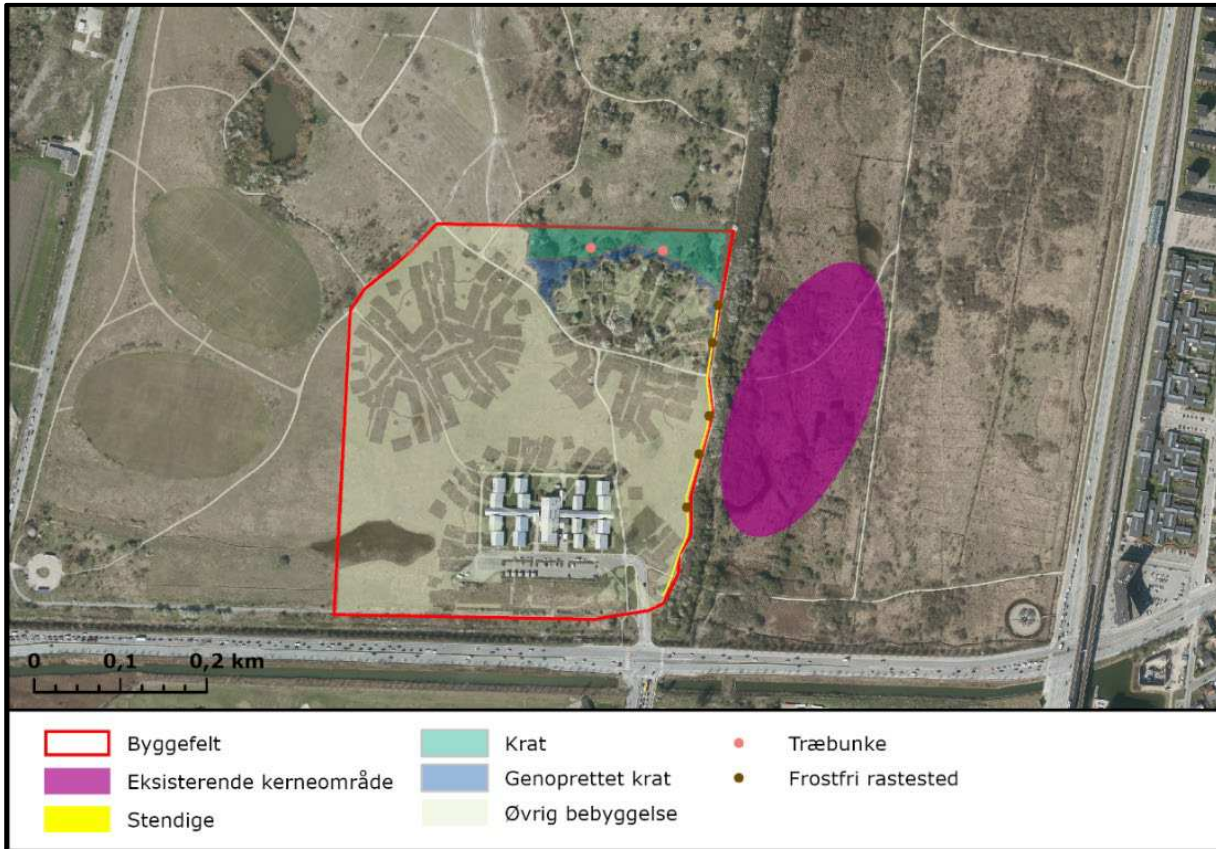 0 0,1 0,2 km
Byggefelt
Eksisterende kerneområde
Stendige
Krat
Genoprettet krat
Øvrig bebyggelse
Træbunke
Frostfri rastested